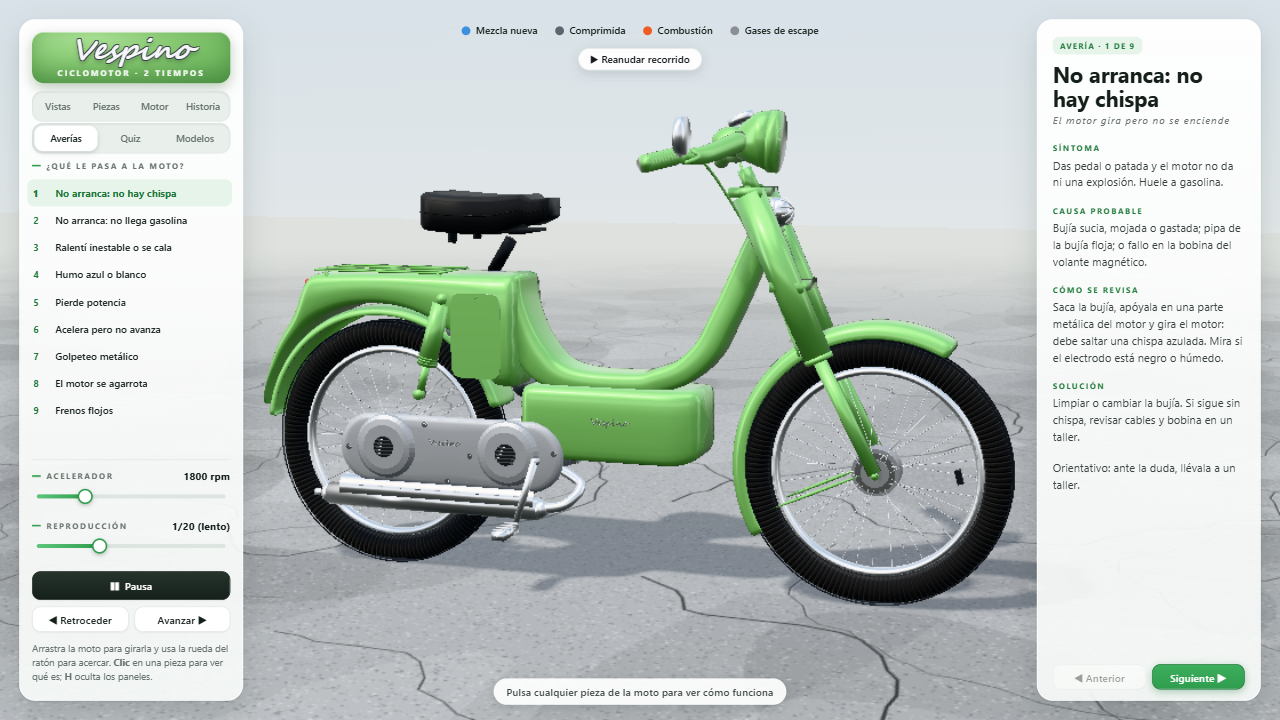 Vespino
CICLOMOTOR · 2 TIEMPOS
Vistas
Piezas
Motor
Historia
Averías
Quiz
Modelos
¿QUÉ LE PASA A LA MOTO?
1 No arranca: no hay chispa
2 No arranca: no llega gasolina
3 Ralentí inestable o se cala
4 Humo azul o blanco
5 Pierde potencia
6 Acelera pero no avanza
7 Golpeteo metálico
8 El motor se agarrota
9 Frenos flojos
ACELERADOR 1800 rpm
REPRODUCCIÓN 1/20 (lento)
Pausa
◀ Retroceder
Avanzar ▶
Arrastra la moto para girarla y usa la rueda del
ratón para acercar. Clic en una pieza para ver
qué es; H oculta los paneles.
Mezcla nueva
Comprimida
Combustión
Gases de escape
▶ Reanudar recorrido
Vespino
Vespino
Pulsa cualquier pieza de la moto para ver cómo funciona
AVERÍA · 1 DE 9
No arranca: no
hay chispa
El motor gira pero no se enciende
SÍNTOMA
Das pedal o patada y el motor no da
ni una explosión. Huele a gasolina.
CAUSA PROBABLE
Bujía sucia, mojada o gastada; pipa de
la bujía floja; o fallo en la bobina del
volante magnético.
CÓMO SE REVISA
Saca la bujía, apóyala en una parte
metálica del motor y gira el motor:
debe saltar una chispa azulada. Mira si
el electrodo está negro o húmedo.
SOLUCIÓN
Limpiar o cambiar la bujía. Si sigue sin
chispa, revisar cables y bobina en un
taller.
Orientativo: ante la duda, llévala a un
taller.
◀ Anterior
Siguiente ▶